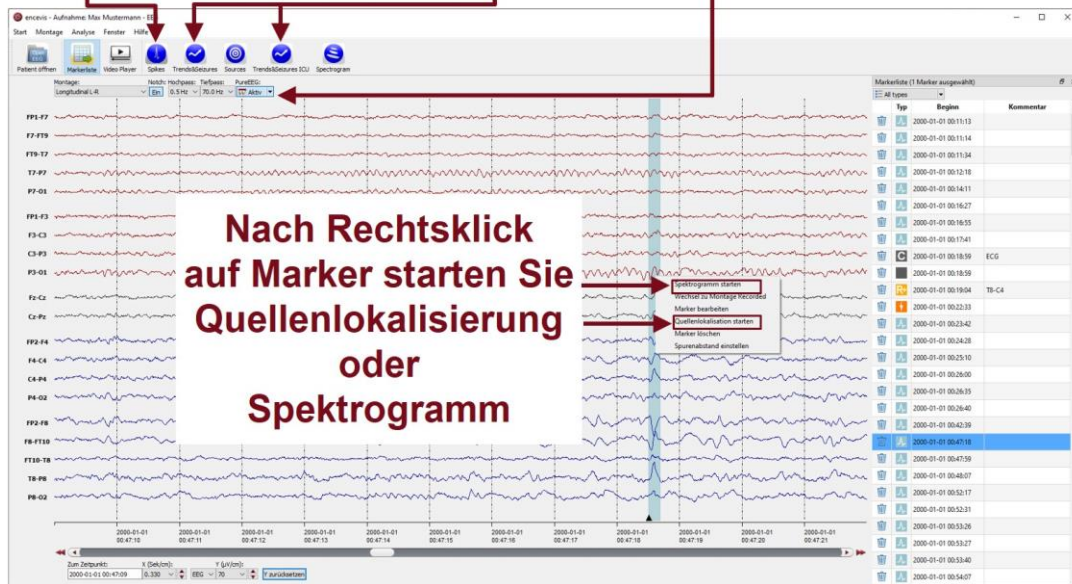 encevis - Aufnahme: Max Mustermann - EE
Start Montage Analyse Fenster Hilfe
Patient öffnen Markerliste Video Player Spikes Trends&Seizures Sources Trends&Seizures ICU Spectrogram
Montage: Notch: Hochpass: Tiefpass: PureEEG:
Longitudinal L-R Ein 0.5 Hz 70.0 Hz Aktiv
FP1-F7
F7-FT9
FT9-T7
T7-P7
P7-O1
FP1-F3
F3-C3
C3-P3
P3-O1
Fz-Cz
Cz-Pz
FP2-F4
F4-C4
C4-P4
P4-O2
FP2-F8
F8-FT10
FT10-T8
T8-P8
P8-O2
Nach Rechtsklick
auf Marker starten Sie
Quellenlokalisierung
oder
Spektrogramm
Spektrogramm starten
Wechsel zu Montage Recorded
Marker bearbeiten
Quellenlokalisation starten
Marker löschen
Spurenabstand einstellen
2000-01-01 2000-01-01 2000-01-01 2000-01-01 2000-01-01 2000-01-01 2000-01-01 2000-01-01 2000-01-01 2000-01-01 2000-01-01 2000-01-01
00:47:10 00:47:11 00:47:12 00:47:13 00:47:14 00:47:15 00:47:16 00:47:17 00:47:18 00:47:19 00:47:20 00:47:21
Zum Zeitpunkt: X (Sek/cm): Y (µV/cm):
2000-01-01 00:47:09 0.330 EEG 70 Y zurücksetzen
Markerliste (1 Marker ausgewählt)
All types
Typ Beginn Kommentar
2000-01-01 00:11:13
2000-01-01 00:11:14
2000-01-01 00:11:34
2000-01-01 00:12:18
2000-01-01 00:14:11
2000-01-01 00:16:27
2000-01-01 00:16:55
2000-01-01 00:17:41
C 2000-01-01 00:18:59 ECG
2000-01-01 00:18:59
2000-01-01 00:19:04 T8-C4
2000-01-01 00:22:33
2000-01-01 00:23:42
2000-01-01 00:24:28
2000-01-01 00:25:10
2000-01-01 00:26:00
2000-01-01 00:26:35
2000-01-01 00:26:40
2000-01-01 00:42:39
2000-01-01 00:47:18
2000-01-01 00:47:59
2000-01-01 00:48:07
2000-01-01 00:52:17
2000-01-01 00:52:31
2000-01-01 00:53:26
2000-01-01 00:53:27
2000-01-01 00:53:40
2000-01-01 00:54:07